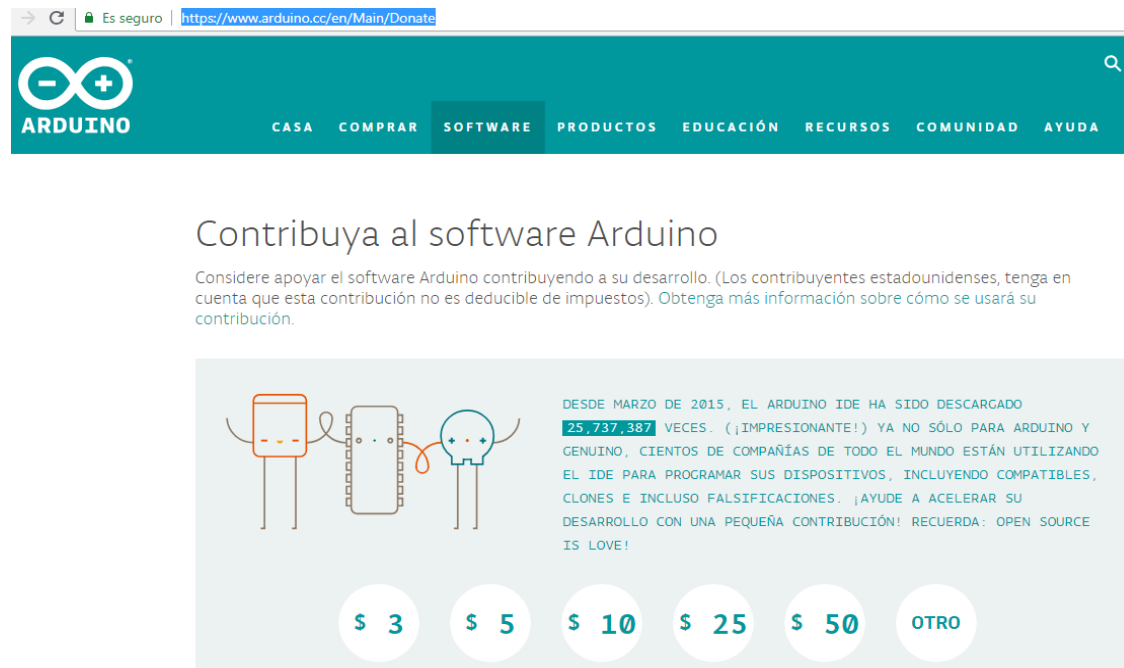 Es seguro https://www.arduino.cc/en/Main/Donate
ARDUINO
CASA COMPRAR SOFTWARE PRODUCTOS EDUCACIÓN RECURSOS COMUNIDAD AYUDA
Contribuya al software Arduino
Considere apoyar el software Arduino contribuyendo a su desarrollo. (Los contribuyentes estadounidenses, tenga en
cuenta que esta contribución no es deducible de impuestos). Obtenga más información sobre cómo se usará su
contribución.
DESDE MARZO DE 2015, EL ARDUINO IDE HA SIDO DESCARGADO
25,737,387 VECES. (¡IMPRESIONANTE!) YA NO SÓLO PARA ARDUINO Y
GENUINO, CIENTOS DE COMPAÑÍAS DE TODO EL MUNDO ESTÁN UTILIZANDO
EL IDE PARA PROGRAMAR SUS DISPOSITIVOS, INCLUYENDO COMPATIBLES,
CLONES E INCLUSO FALSIFICACIONES. ¡AYUDE A ACELERAR SU
DESARROLLO CON UNA PEQUEÑA CONTRIBUCIÓN! RECUERDA: OPEN SOURCE
IS LOVE!
$ 3 $ 5 $ 10 $ 25 $ 50 OTRO